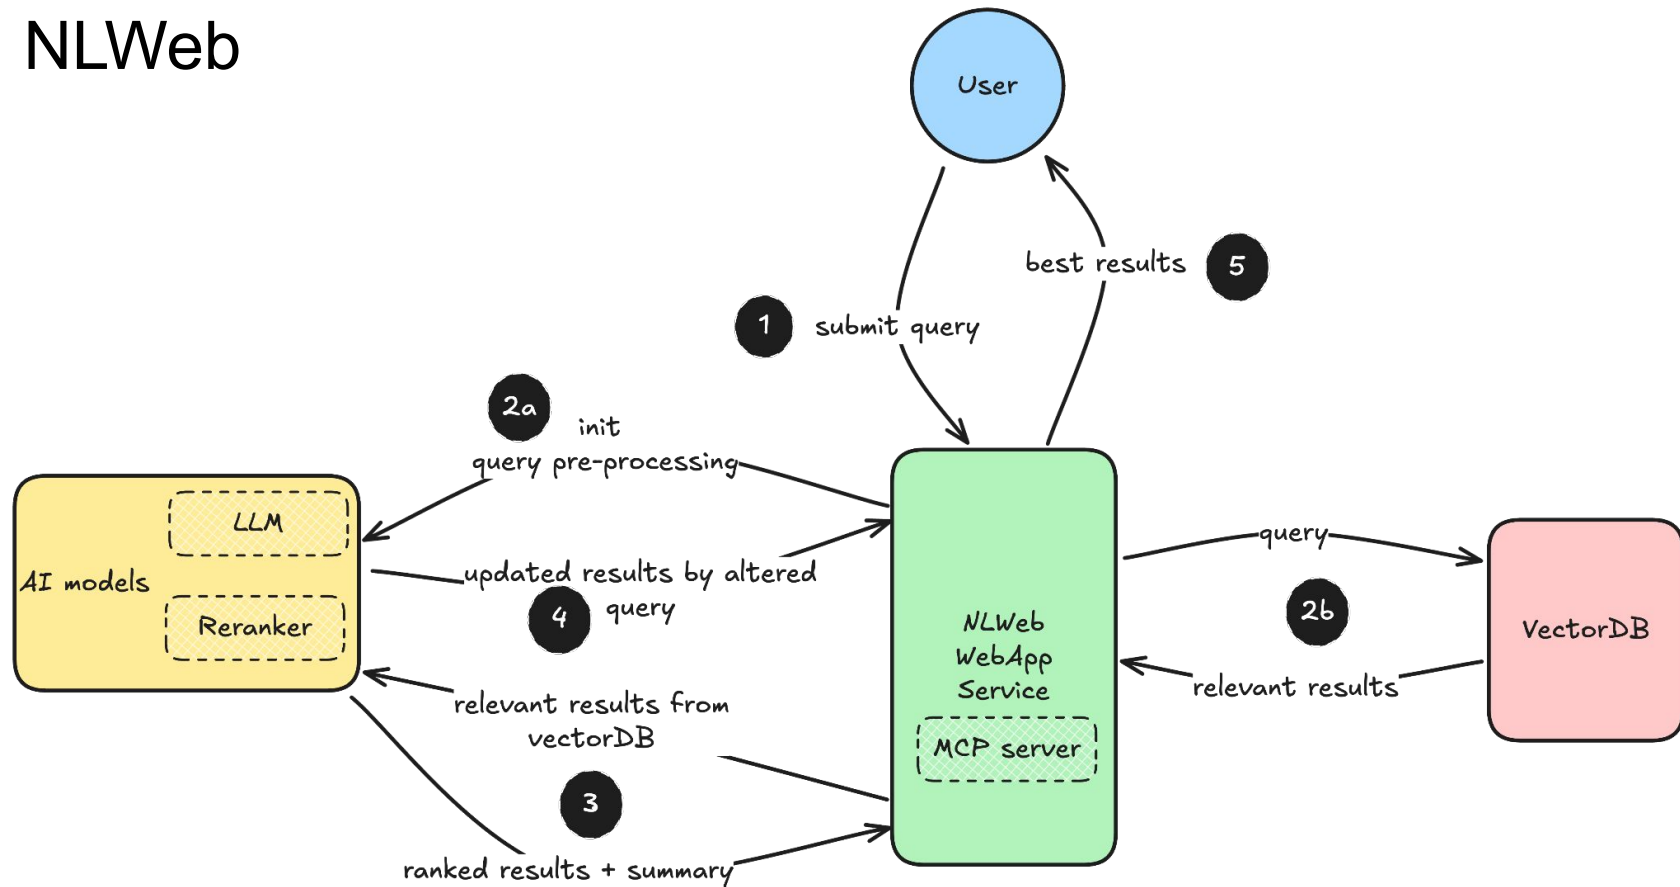 NLWeb
User
best results
5
1
submit query
2a
init
query pre-processing
LLM
AI models
Reranker
updated results by altered
query
4
relevant results from
vectorDB
3
ranked results + summary
NLWeb
WebApp
Service
MCP server
query
2b
relevant results
VectorDB